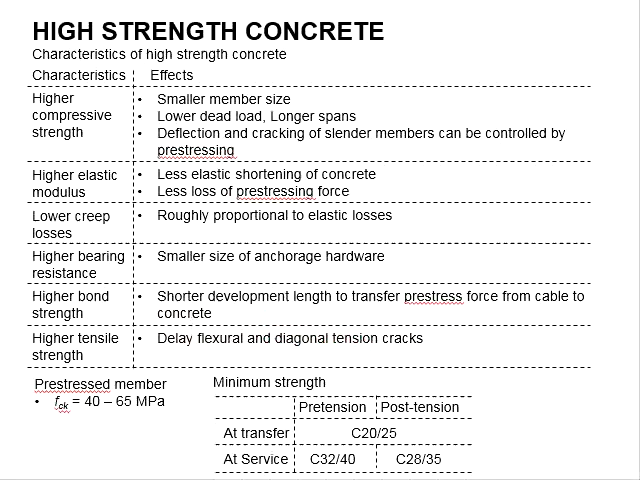 HIGH STRENGTH CONCRETE
Characteristics of high strength concrete
Characteristics Effects
Higher compressive strength
• Smaller member size
• Lower dead load, Longer spans
• Deflection and cracking of slender members can be controlled by
prestressing
Higher elastic modulus
• Less elastic shortening of concrete
• Less loss of prestressing force
Lower creep losses
• Roughly proportional to elastic losses
Higher bearing resistance
• Smaller size of anchorage hardware
Higher bond strength
• Shorter development length to transfer prestress force from cable to
concrete
Higher tensile strength
• Delay flexural and diagonal tension cracks
Prestressed member
• fck = 40 – 65 MPa
Minimum strength
Pretension Post-tension
At transfer C20/25
At Service C32/40 C28/35